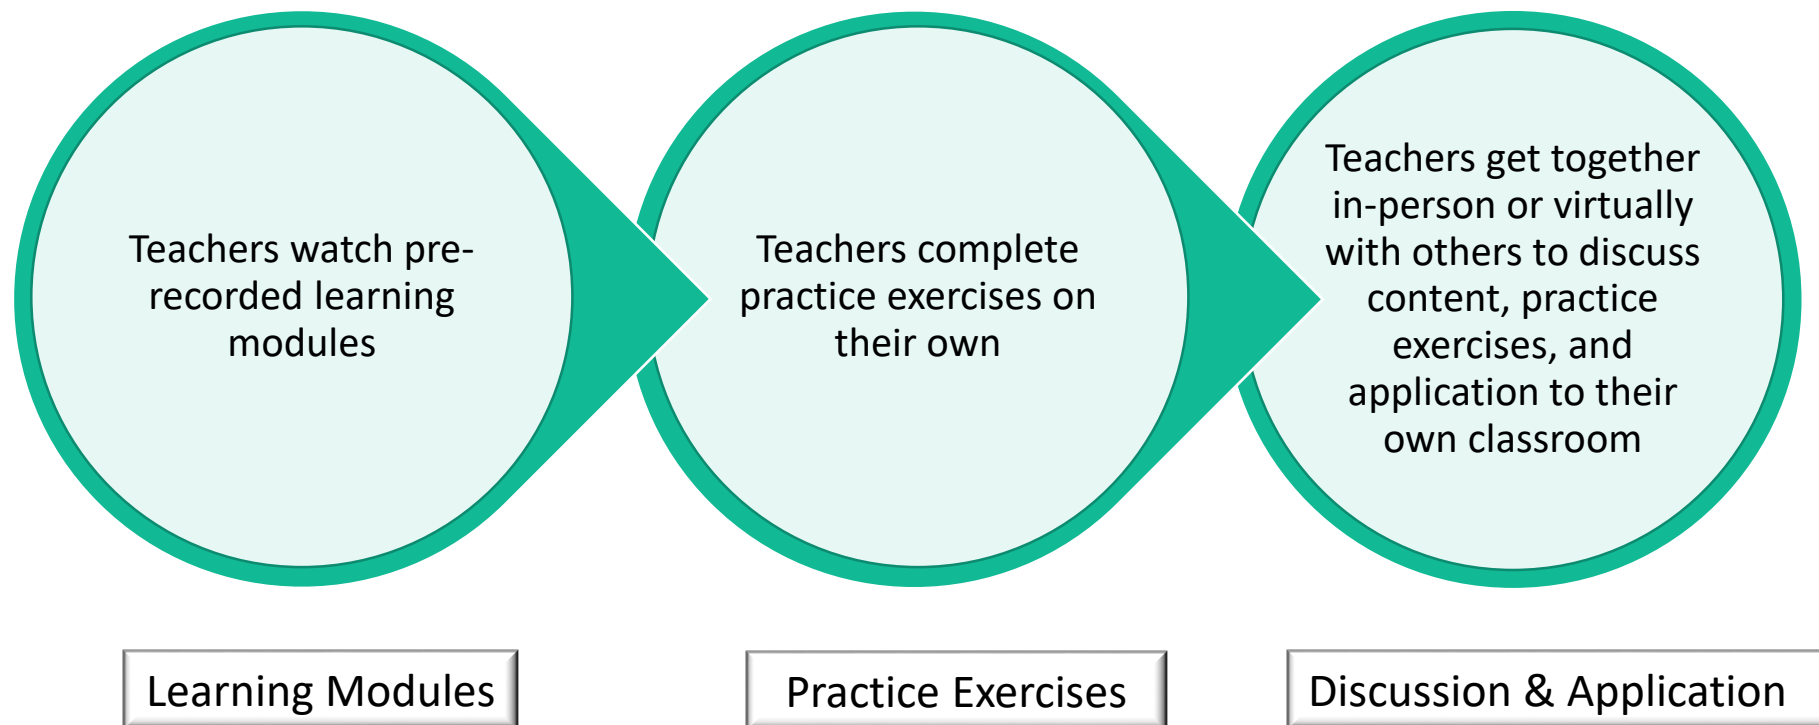 Teachers watch pre-
recorded learning
modules
Teachers complete
practice exercises on
their own
Teachers get together
in-person or virtually
with others to discuss
content, practice
exercises, and
application to their
own classroom
Learning Modules
Practice Exercises
Discussion & Application